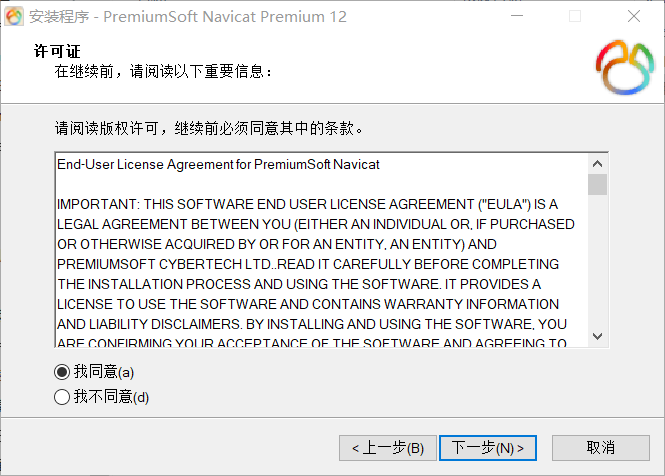 安装程序 - PremiumSoft Navicat Premium 12
许可证
在继续前，请阅读以下重要信息：
请阅读版权许可，继续前必须同意其中的条款。
End-User License Agreement for PremiumSoft Navicat
IMPORTANT: THIS SOFTWARE END USER LICENSE AGREEMENT ("EULA") IS A
LEGAL AGREEMENT BETWEEN YOU (EITHER AN INDIVIDUAL OR, IF PURCHASED
OR OTHERWISE ACQUIRED BY OR FOR AN ENTITY, AN ENTITY) AND
PREMIUMSOFT CYBERTECH LTD..READ IT CAREFULLY BEFORE COMPLETING
THE INSTALLATION PROCESS AND USING THE SOFTWARE. IT PROVIDES A
LICENSE TO USE THE SOFTWARE AND CONTAINS WARRANTY INFORMATION
AND LIABILITY DISCLAIMERS. BY INSTALLING AND USING THE SOFTWARE, YOU
ARE CONFIRMING YOUR ACCEPTANCE OF THE SOFTWARE AND AGREEING TO
我同意(a)
我不同意(d)
< 上一步(B)
下一步(N) >
取消